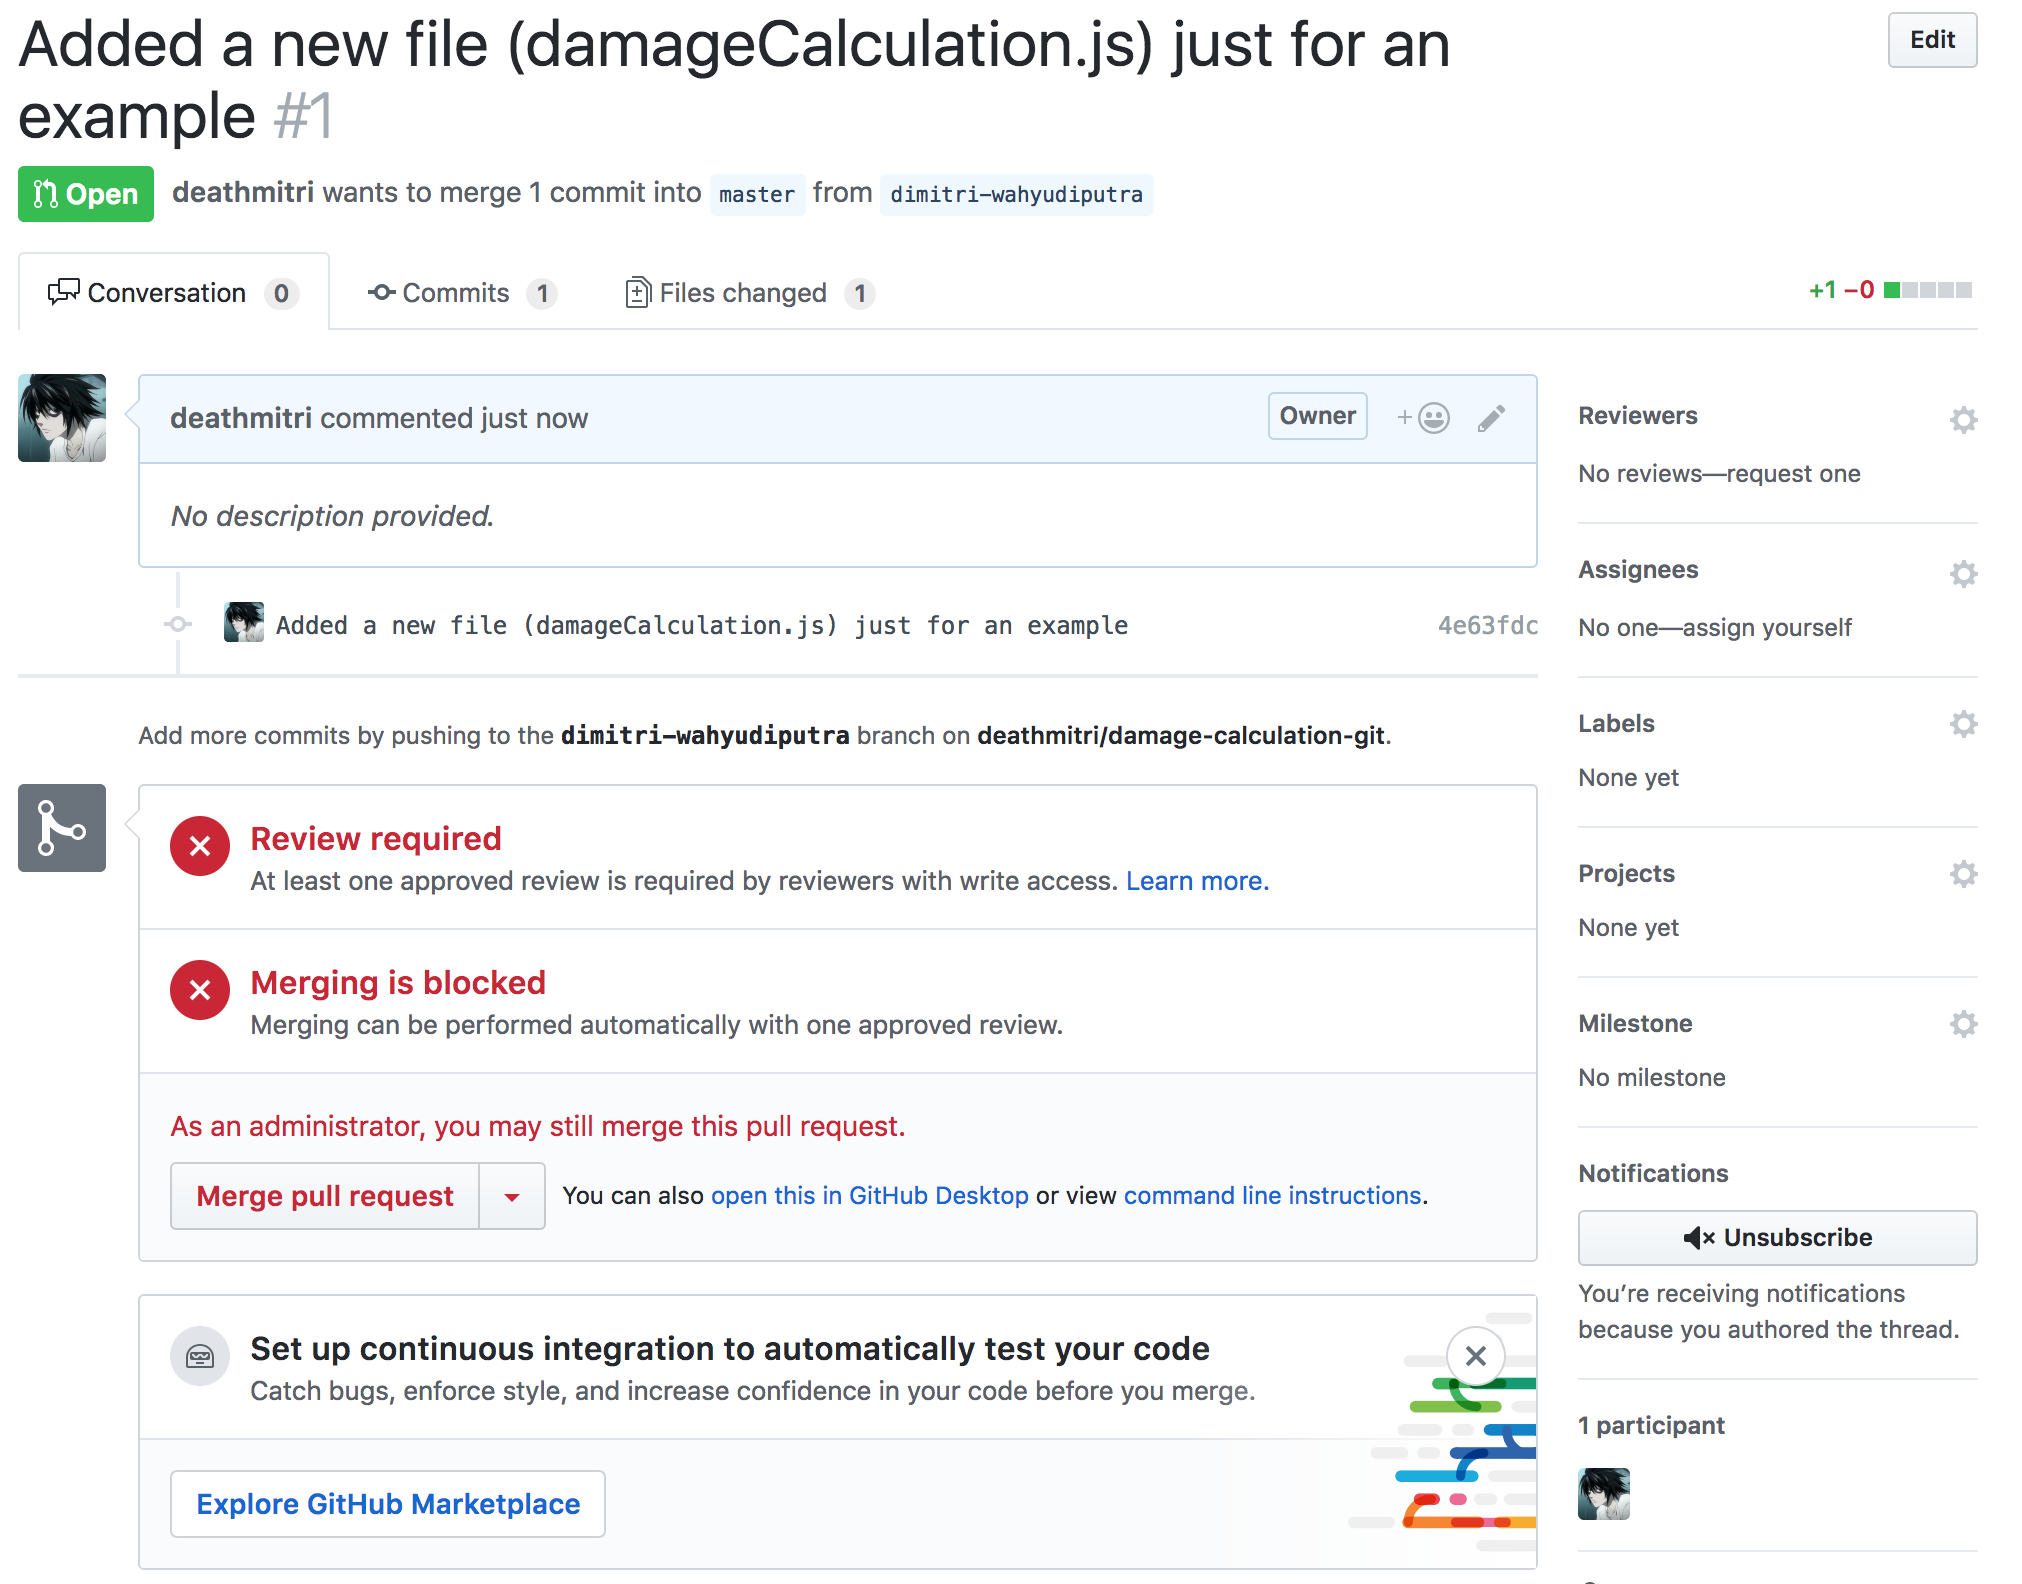 Added a new file (damageCalculation.js) just for an
example #1
Edit
Open
deathmitri wants to merge 1 commit into master from dimitri-wahyudiputra
Conversation 0
Commits 1
Files changed 1
+1 −0
deathmitri commented just now
Owner
+
No description provided.
Added a new file (damageCalculation.js) just for an example
4e63fdc
Add more commits by pushing to the dimitri-wahyudiputra branch on deathmitri/damage-calculation-git.
Review required
At least one approved review is required by reviewers with write access. Learn more.
Merging is blocked
Merging can be performed automatically with one approved review.
As an administrator, you may still merge this pull request.
Merge pull request
You can also open this in GitHub Desktop or view command line instructions.
Set up continuous integration to automatically test your code
Catch bugs, enforce style, and increase confidence in your code before you merge.
Explore GitHub Marketplace
Reviewers
No reviews—request one
Assignees
No one—assign yourself
Labels
None yet
Projects
None yet
Milestone
No milestone
Notifications
Unsubscribe
You’re receiving notifications
because you authored the thread.
1 participant